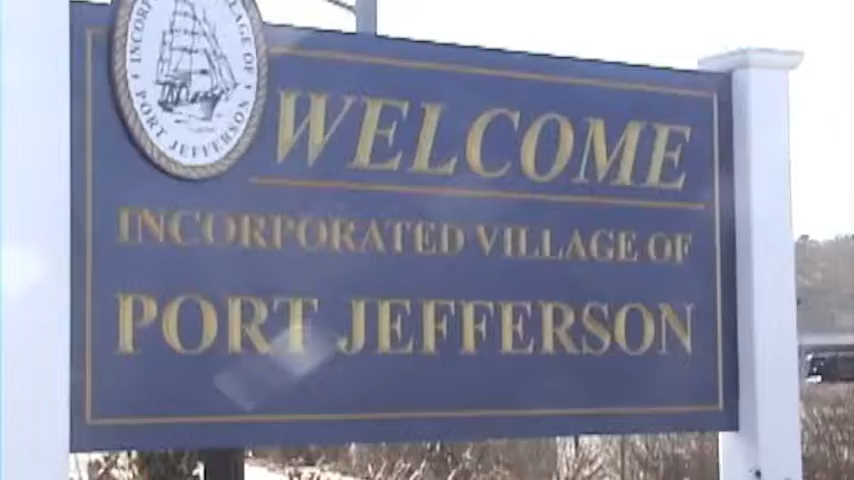 INCORPORATED VILLAGE OF
PORT JEFFERSON
WELCOME
INCORPORATED VILLAGE OF
PORT JEFFERSON